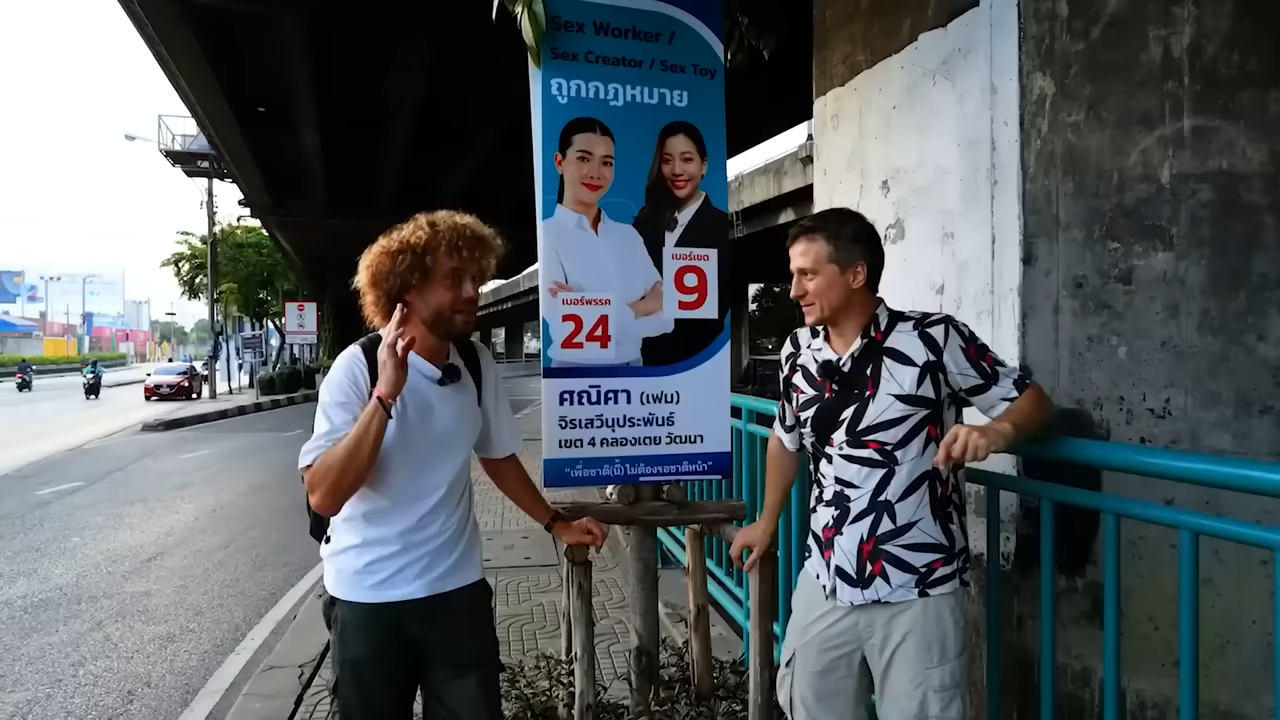 Sex Worker /
Sex Creator / Sex Toy
ถูกกฎหมาย
เบอร์เขต
9
เบอร์พรรค
24
ศณิศา (เฟม)
จิรเสวีนุประพันธ์
เขต 4 คลองเตย วัฒนา
“เพื่อชาติ(นี้) ไม่ต้องรอชาติหน้า”